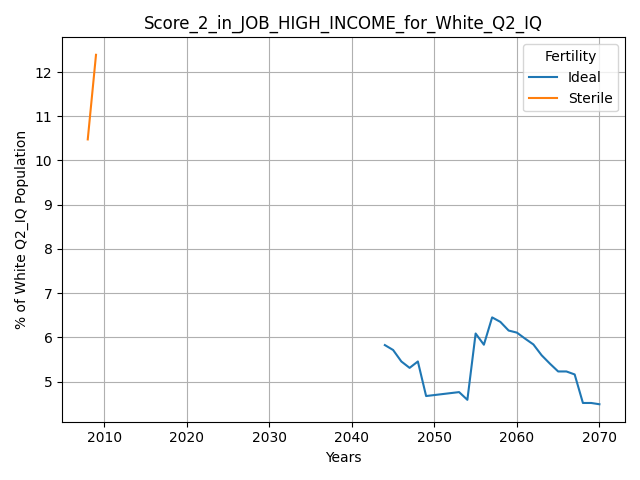 Score_2_in_JOB_HIGH_INCOME_for_White_Q2_IQ
Fertility
Ideal
Sterile
% of White Q2_IQ Population
12
11
10
9
8
7
6
5
2010 2020 2030 2040 2050 2060 2070
Years